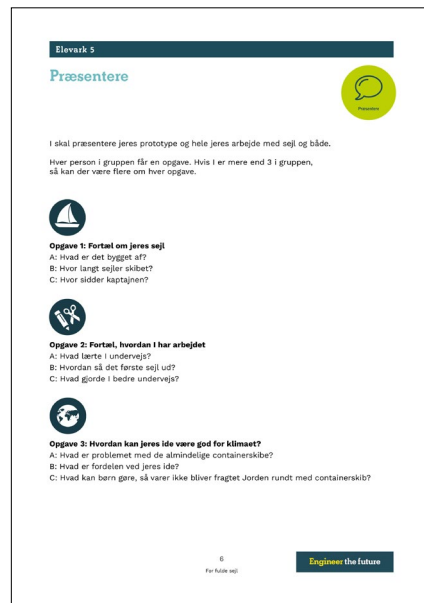 Elevark 5
Præsentere
Præsentere
I skal præsentere jeres prototype og hele jeres arbejde med sejl og både.
Hver person i gruppen får en opgave. Hvis I er mere end 3 i gruppen,
så kan der være flere om hver opgave.
Opgave 1: Fortæl om jeres sejl
A: Hvad er det bygget af?
B: Hvor langt sejler skibet?
C: Hvor sidder kaptajnen?
Opgave 2: Fortæl, hvordan I har arbejdet
A: Hvad lærte I undervejs?
B: Hvordan så det første sejl ud?
C: Hvad gjorde I bedre undervejs?
Opgave 3: Hvordan kan jeres ide være god for klimaet?
A: Hvad er problemet med de almindelige containerskibe?
B: Hvad er fordelen ved jeres ide?
C: Hvad kan børn gøre, så varer ikke bliver fragtet Jorden rundt med containerskib?
6
For fulde sejl
Engineer the future